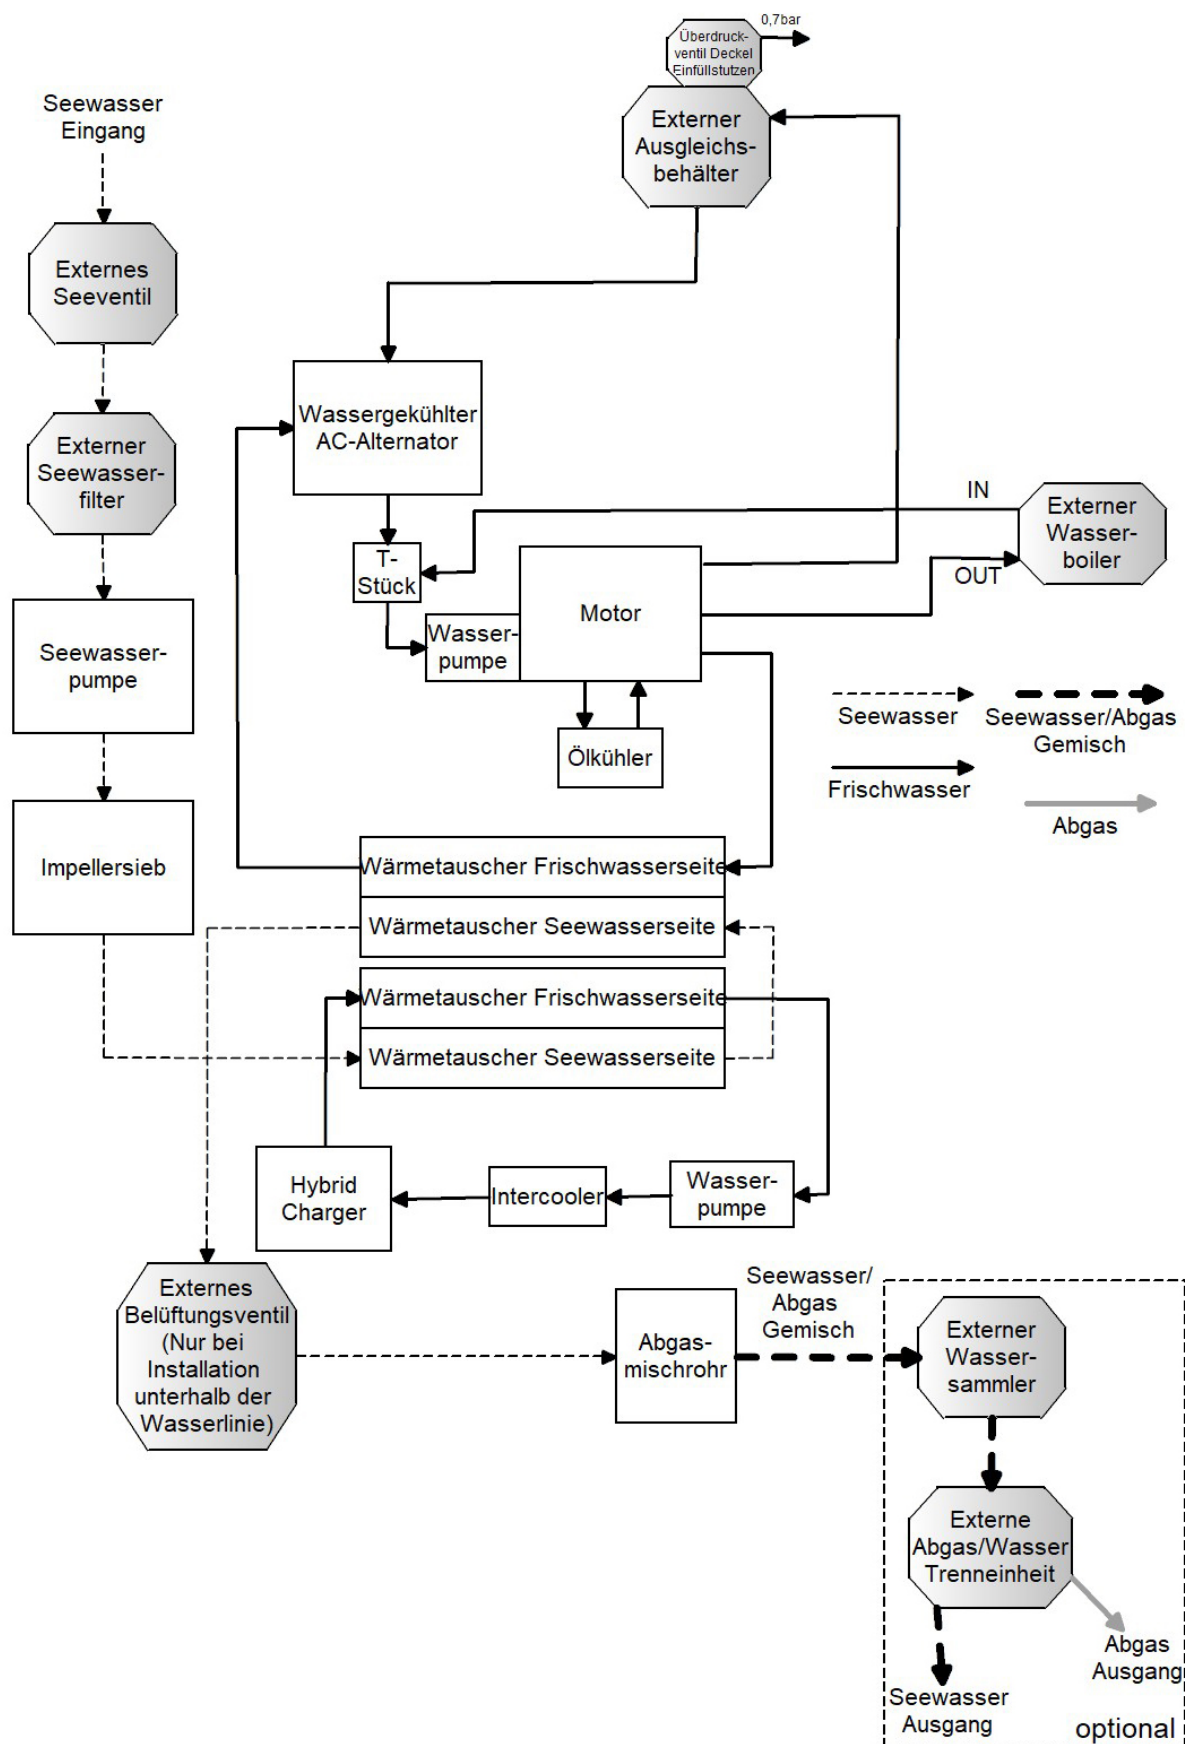 0,7bar
Überdruck-
ventil Deckel
Einfüllstutzen
Seewasser
Eingang
Externer
Ausgleichs-
behälter
Externes
Seeventil
Wassergekühlter
AC-Alternator
Externer
Seewasser-
filter
IN
Externer
Wasser-
boiler
OUT
T-
Stück
Motor
Wasser-
pumpe
Seewasser-
pumpe
Ölkühler
Seewasser
Seewasser/Abgas
Gemisch
Frischwasser
Abgas
Impellersieb
Wärmetauscher Frischwasserseite
Wärmetauscher Seewasserseite
Wärmetauscher Frischwasserseite
Wärmetauscher Seewasserseite
Hybrid
Charger
Intercooler
Wasser-
pumpe
Externes
Belüftungsventil
(Nur bei
Installation
unterhalb der
Wasserlinie)
Abgas-
mischrohr
Seewasser/
Abgas
Gemisch
Externer
Wasser-
sammler
Externe
Abgas/Wasser
Trenneinheit
Abgas
Ausgang
Seewasser
Ausgang
optional